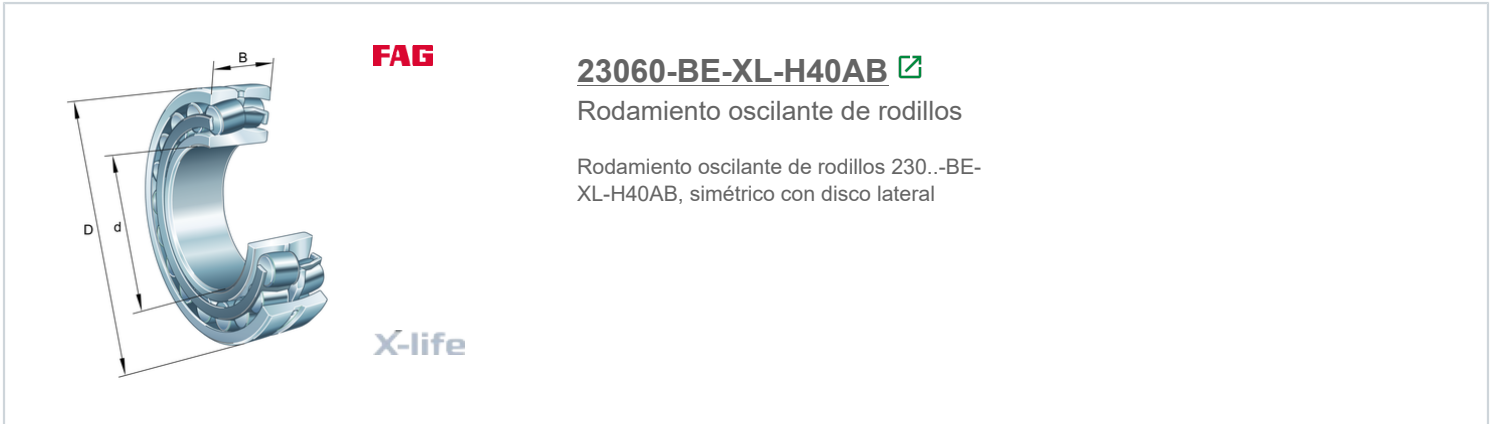 B
FAG
23060-BE-XL-H40AB
Rodamiento oscilante de rodillos
Rodamiento oscilante de rodillos 230..-BE-
XL-H40AB, simétrico con disco lateral
D
d
X-life